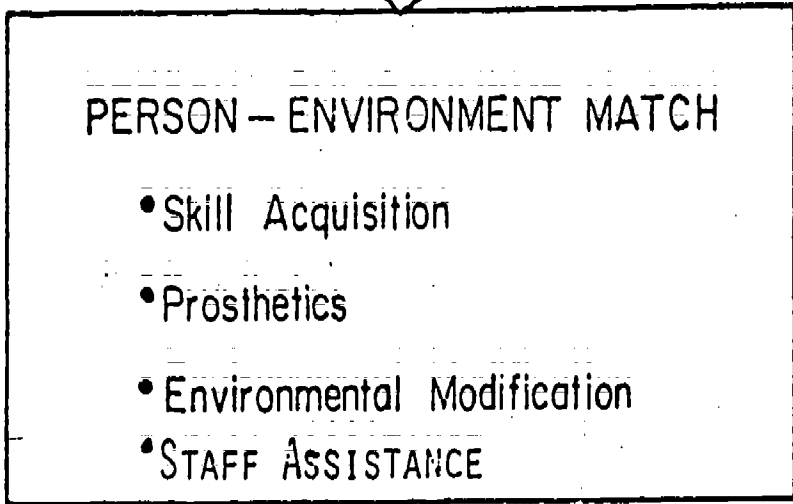 PERSON – ENVIRONMENT MATCH
•Skill Acquisition
•Prosthetics
•Environmental Modification
•STAFF ASSISTANCE